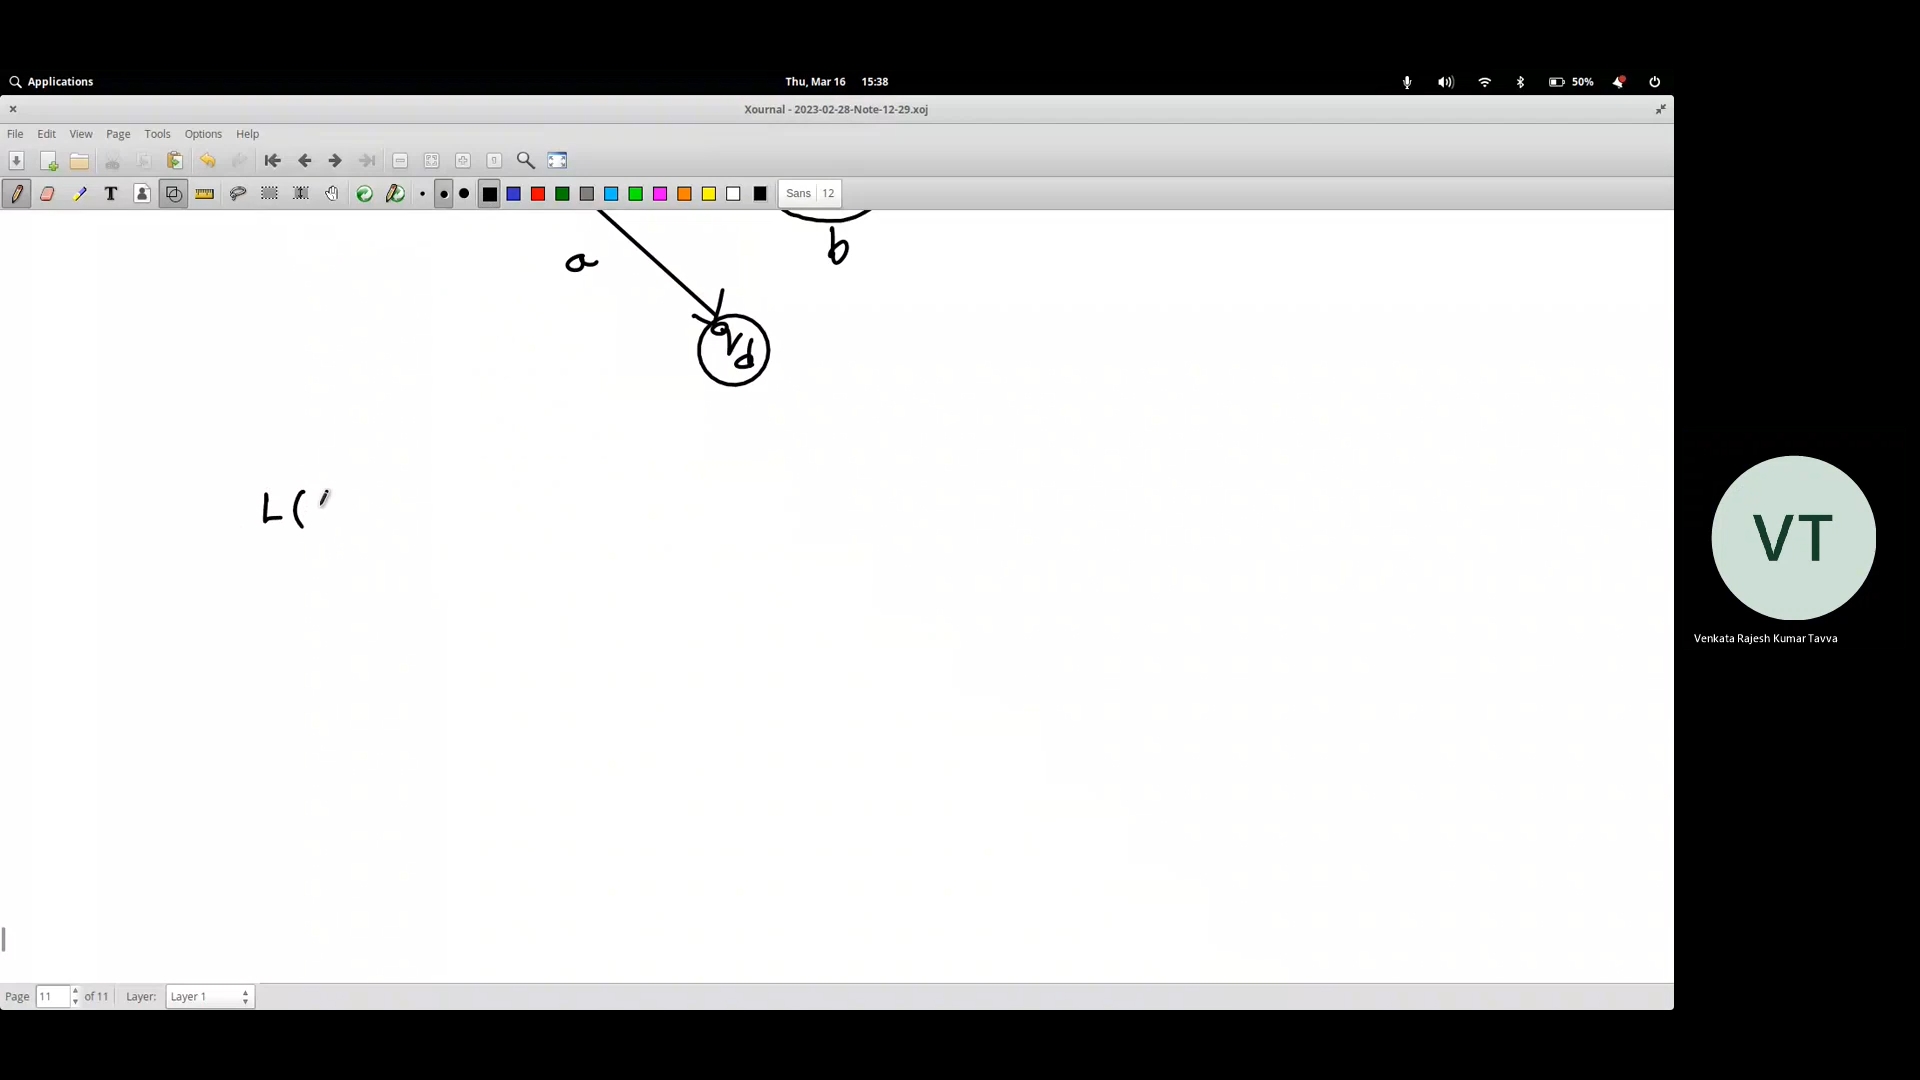 Applications Thu, Mar 16 15:38 50%
Xournal - 2023-02-28-Note-12-29.xoj
File Edit View Page Tools Options Help
T Sans 12
a
b
qd
L(
VT
Venkata Rajesh Kumar Tavva
Page 11 of 11 Layer: Layer 1